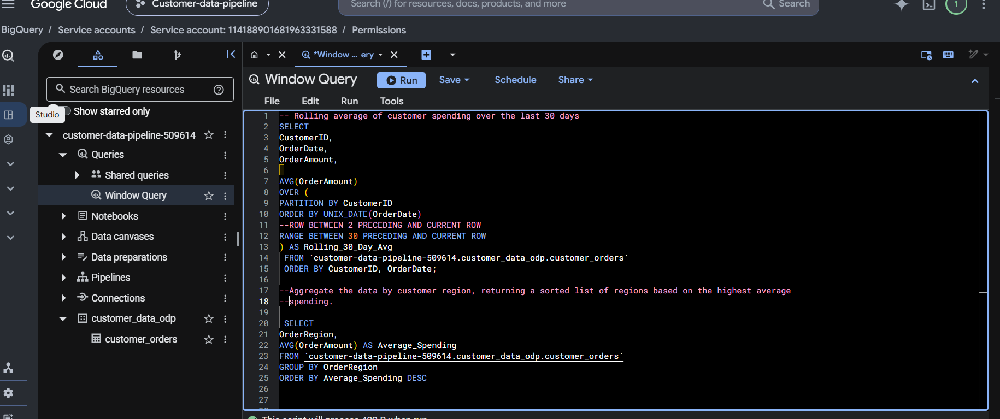 Google Cloud
Customer-data-pipeline
Search (/) for resources, docs, products, and more
Search
1
BigQuery / Service accounts / Service account: 114188901681963331588 / Permissions
*Window ... ery
Search BigQuery resources
Studio
Show starred only
customer-data-pipeline-509614
Queries
Shared queries
Window Query
Notebooks
Data canvases
Data preparations
Pipelines
Connections
customer_data_odp
customer_orders
Window Query
Run
Save
Schedule
Share
File Edit Run Tools
1 -- Rolling average of customer spending over the last 30 days
2 SELECT
3 CustomerID,
4 OrderDate,
5 OrderAmount,
6
7 AVG(OrderAmount)
8 OVER (
9 PARTITION BY CustomerID
10 ORDER BY UNIX_DATE(OrderDate)
11 --ROW BETWEEN 2 PRECEDING AND CURRENT ROW
12 RANGE BETWEEN 30 PRECEDING AND CURRENT ROW
13 ) AS Rolling_30_Day_Avg
14 FROM `customer-data-pipeline-509614.customer_data_odp.customer_orders`
15 ORDER BY CustomerID, OrderDate;
16
17 --Aggregate the data by customer region, returning a sorted list of regions based on the highest average
18 --spending.
19
20 SELECT
21 OrderRegion,
22 AVG(OrderAmount) AS Average_Spending
23 FROM `customer-data-pipeline-509614.customer_data_odp.customer_orders`
24 GROUP BY OrderRegion
25 ORDER BY Average_Spending DESC
26
27
This script will process
B when run